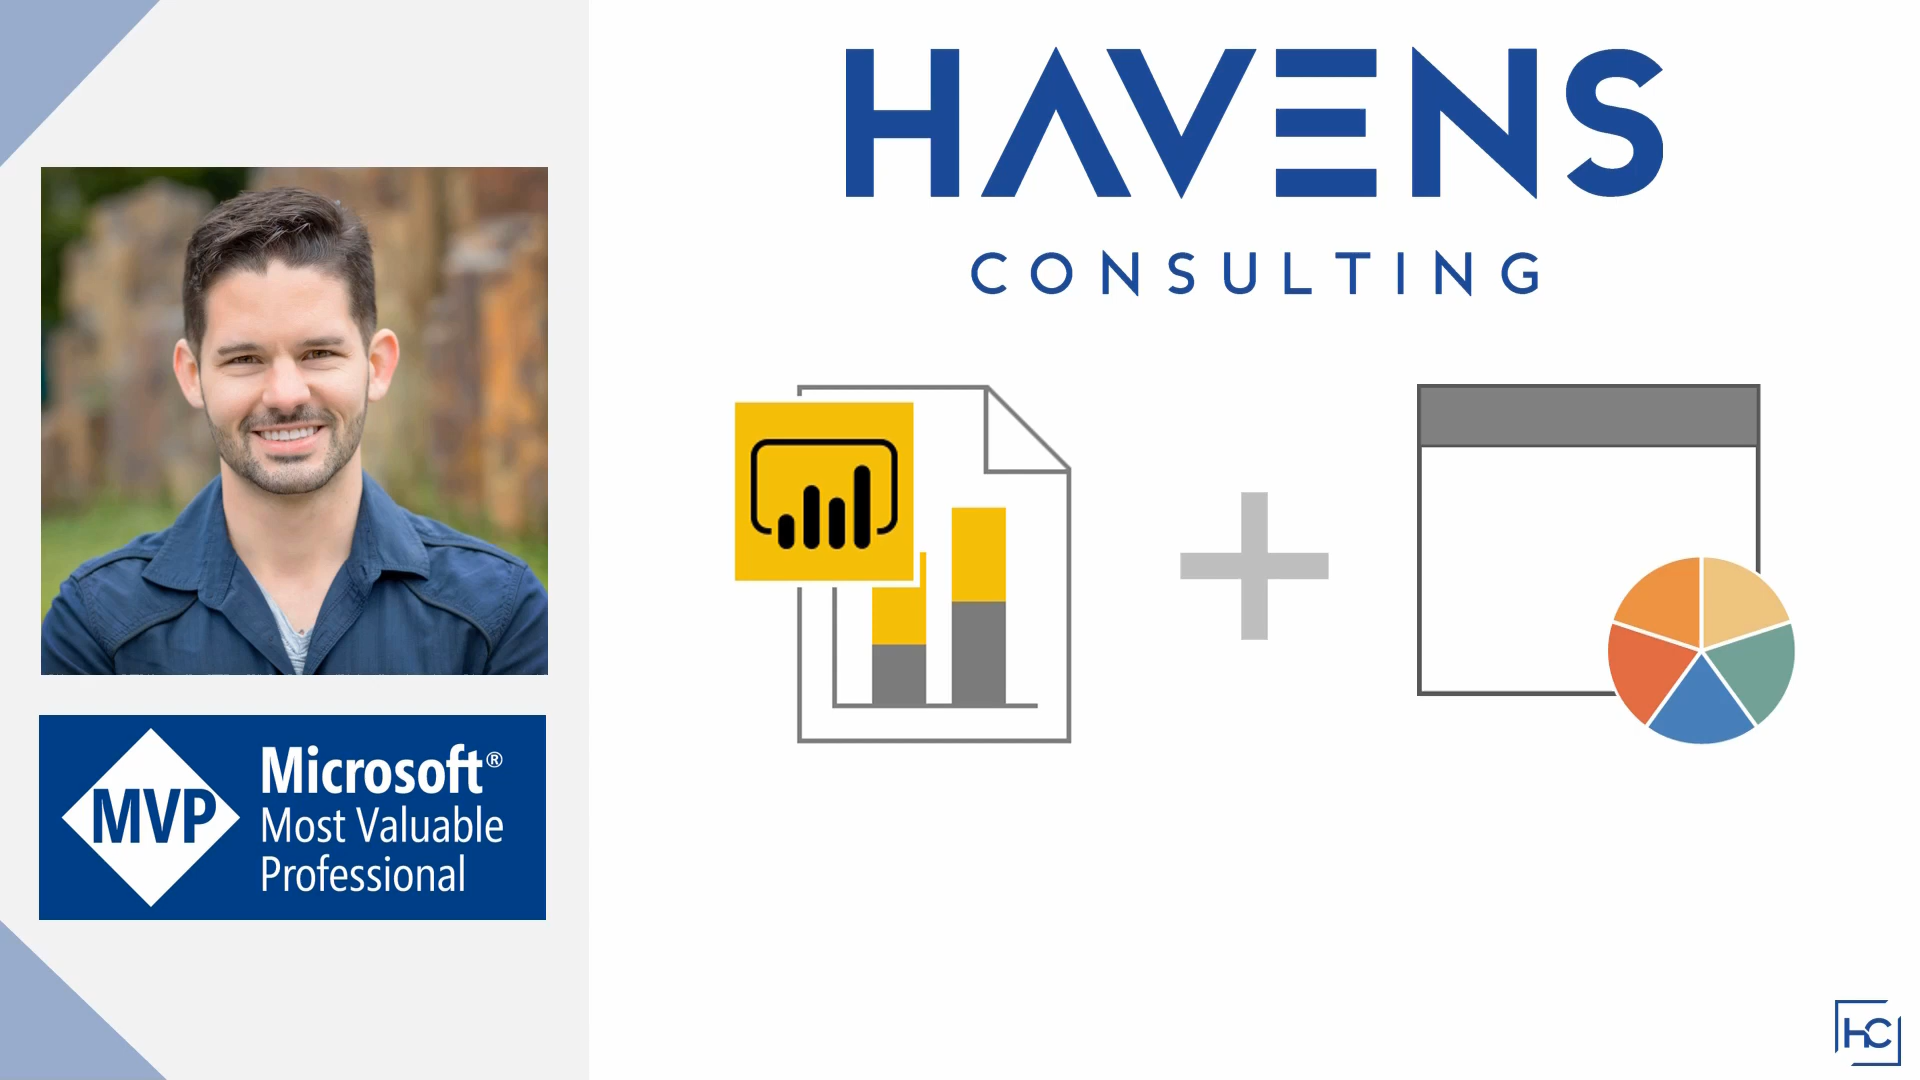 HAVENS
CONSULTING
MVP
Microsoft®
Most Valuable
Professional
HC